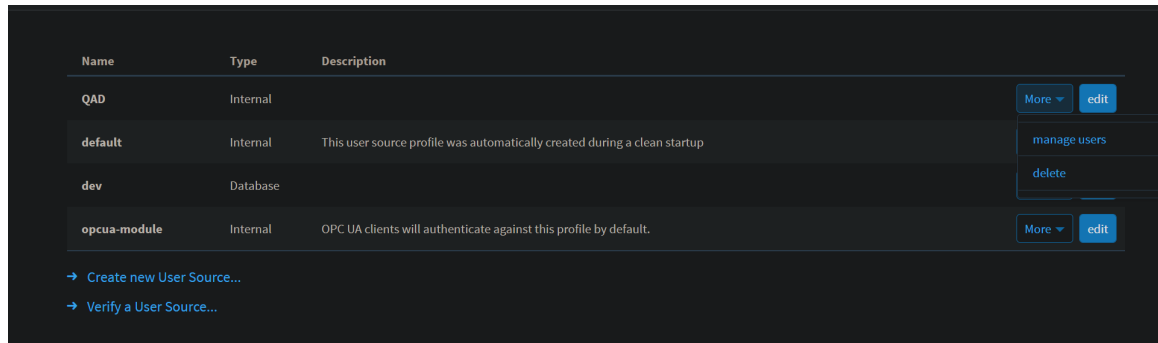 Name Type Description
QAD Internal More edit
manage users
default Internal This user source profile was automatically created during a clean startup
delete
dev Database
opcua-module Internal OPC UA clients will authenticate against this profile by default. More edit
→ Create new User Source...
→ Verify a User Source...